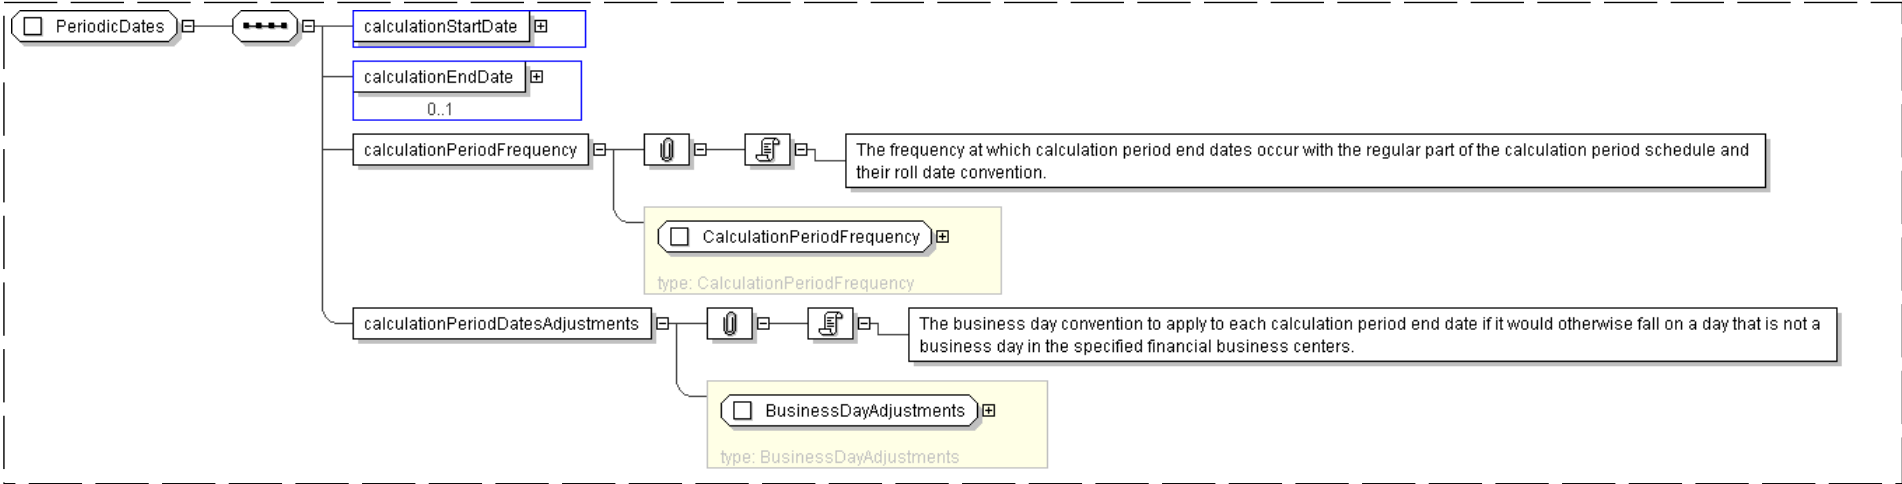 PeriodicDates
calculationStartDate
calculationEndDate
0..1
calculationPeriodFrequency
The frequency at which calculation period end dates occur with the regular part of the calculation period schedule and
their roll date convention.
CalculationPeriodFrequency
type: CalculationPeriodFrequency
calculationPeriodDatesAdjustments
The business day convention to apply to each calculation period end date if it would otherwise fall on a day that is not a
business day in the specified financial business centers.
BusinessDayAdjustments
type: BusinessDayAdjustments